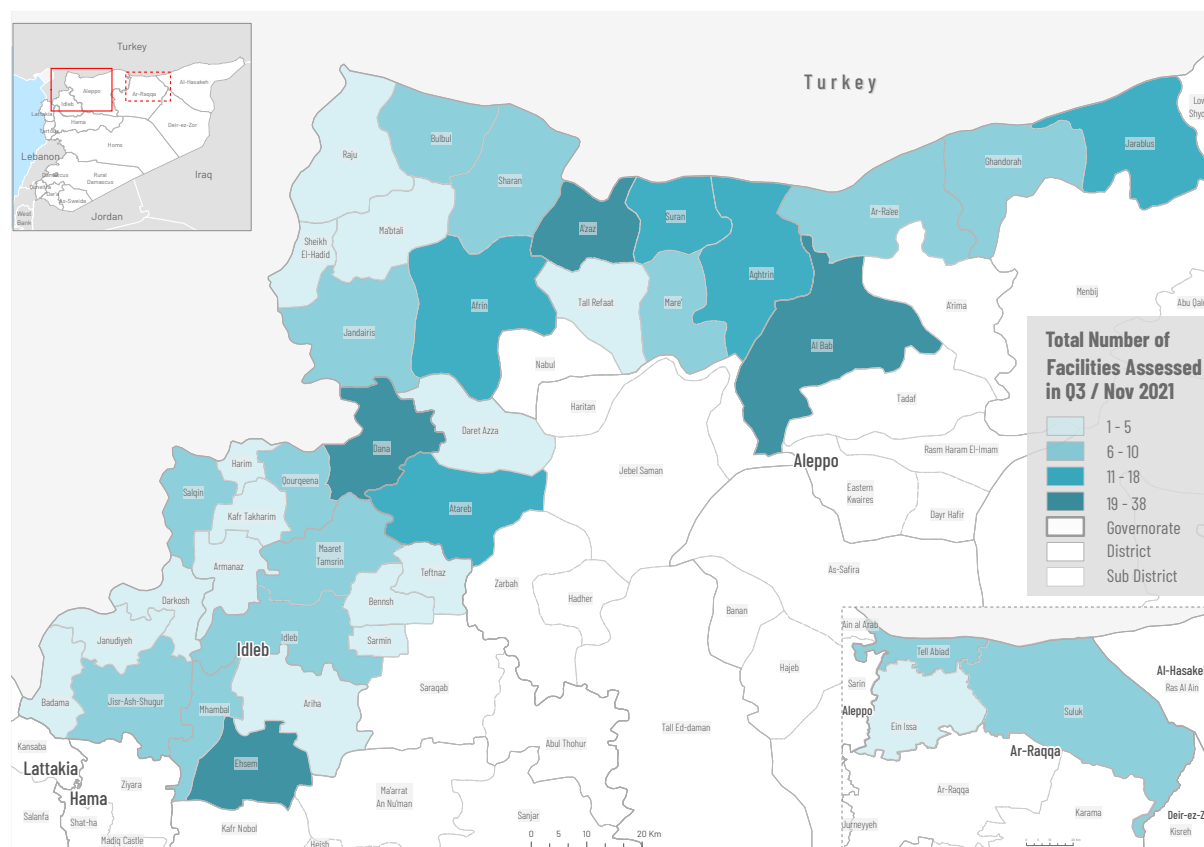 Turkey
Al-Hasakeh
Aleppo
Ar-Raqqa
Idleb
Lattakia
Hama
Tartous
Deir-ez-Zor
Homs
Lebanon
Damascus
Rural
Damascus
Iraq
Quneitra
Dar'a
As-Sweida
West
Bank
Jordan
Turkey
Raju
Bulbul
Sharan
Ma'btali
Sheikh
El-Hadid
Jandairis
Afrin
A'zaz
Suran
Aghtrin
Tall Refaat
Mare'
Ar-Ra'ee
Ghandorah
Jarablus
A'rima
Menbij
Al Bab
Nabul
Haritan
Tadaf
Dana
Daret Azza
Jebel Saman
Aleppo
Rasm Haram El-Imam
Eastern
Kwaires
Dayr Hafir
Harim
Salqin
Qourqeena
Kafr Takharim
Atareb
Maaret
Tamsrin
Armanaz
Teftnaz
Darkosh
Bennsh
Zarbah
Hadher
As-Safira
Banan
Janudiyeh
Idleb
Idleb
Sarmin
Hajeb
Badama
Jisr-Ash-Shugur
Mhambal
Ariha
Saraqab
Tall Ed-daman
Kansaba
Ehsem
Abul Thohur
Lattakia
Ziyara
Hama
Ma'arrat
An Nu'man
Salanfa
Shat-ha
Madiq Castle
Kafr Nobol
Heish
Sanjar
0 5 10 20 Km
Total Number of
Facilities Assessed
in Q3 / Nov 2021
1 - 5
6 - 10
11 - 18
19 - 38
Governorate
District
Sub District
Ain al Arab
Tell Abiad
Sarin
Aleppo
Ein Issa
Suluk
Ras Al Ain
Ar-Raqqa
Ar-Raqqa
Jurneyyeh
Karama
Kisreh